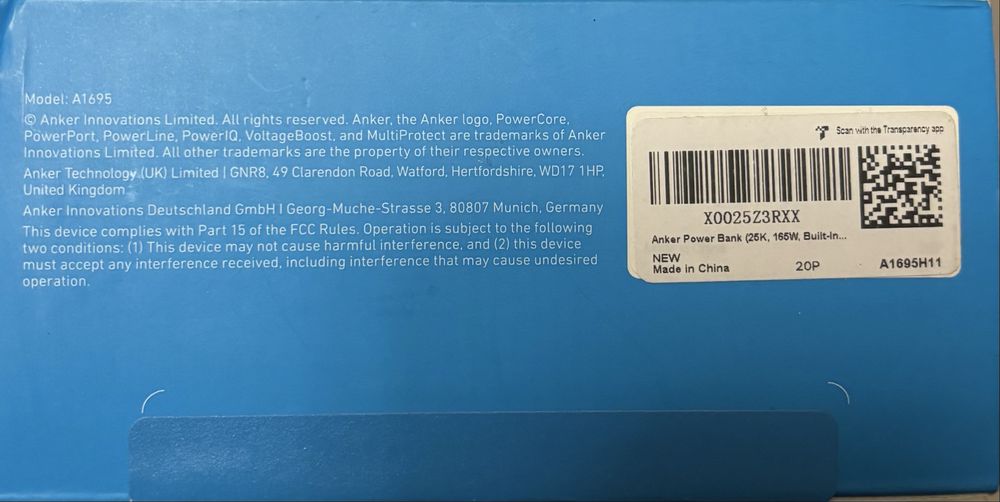 Model: A1695
© Anker Innovations Limited. All rights reserved. Anker, the Anker logo, PowerCore,
PowerPort, PowerLine, PowerIQ, VoltageBoost, and MultiProtect are trademarks of Anker
Innovations Limited. All other trademarks are the property of their respective owners.
Anker Technology (UK) Limited | GNR8, 49 Clarendon Road, Watford, Hertfordshire, WD17 1HP,
United Kingdom
Anker Innovations Deutschland GmbH I Georg-Muche-Strasse 3, 80807 Munich, Germany
This device complies with Part 15 of the FCC Rules. Operation is subject to the following
two conditions: (1) This device may not cause harmful interference, and (2) this device
must accept any interference received, including interference that may cause undesired
operation.
Scan with the Transparency app
X0025Z3RXX
Anker Power Bank (25K, 165W, Built-In...
NEW
Made in China 20P A1695H11